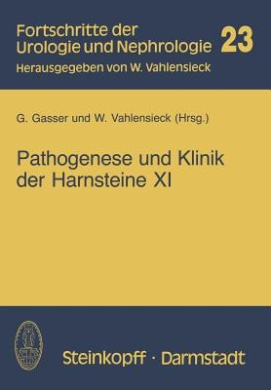 Fortschritte der
Urologie und Nephrologie 23
Herausgegeben von W. Vahlensieck
G. Gasser und W. Vahlensieck (Hrsg.)
Pathogenese und Klinik
der Harnsteine XI
Steinkopff · Darmstadt